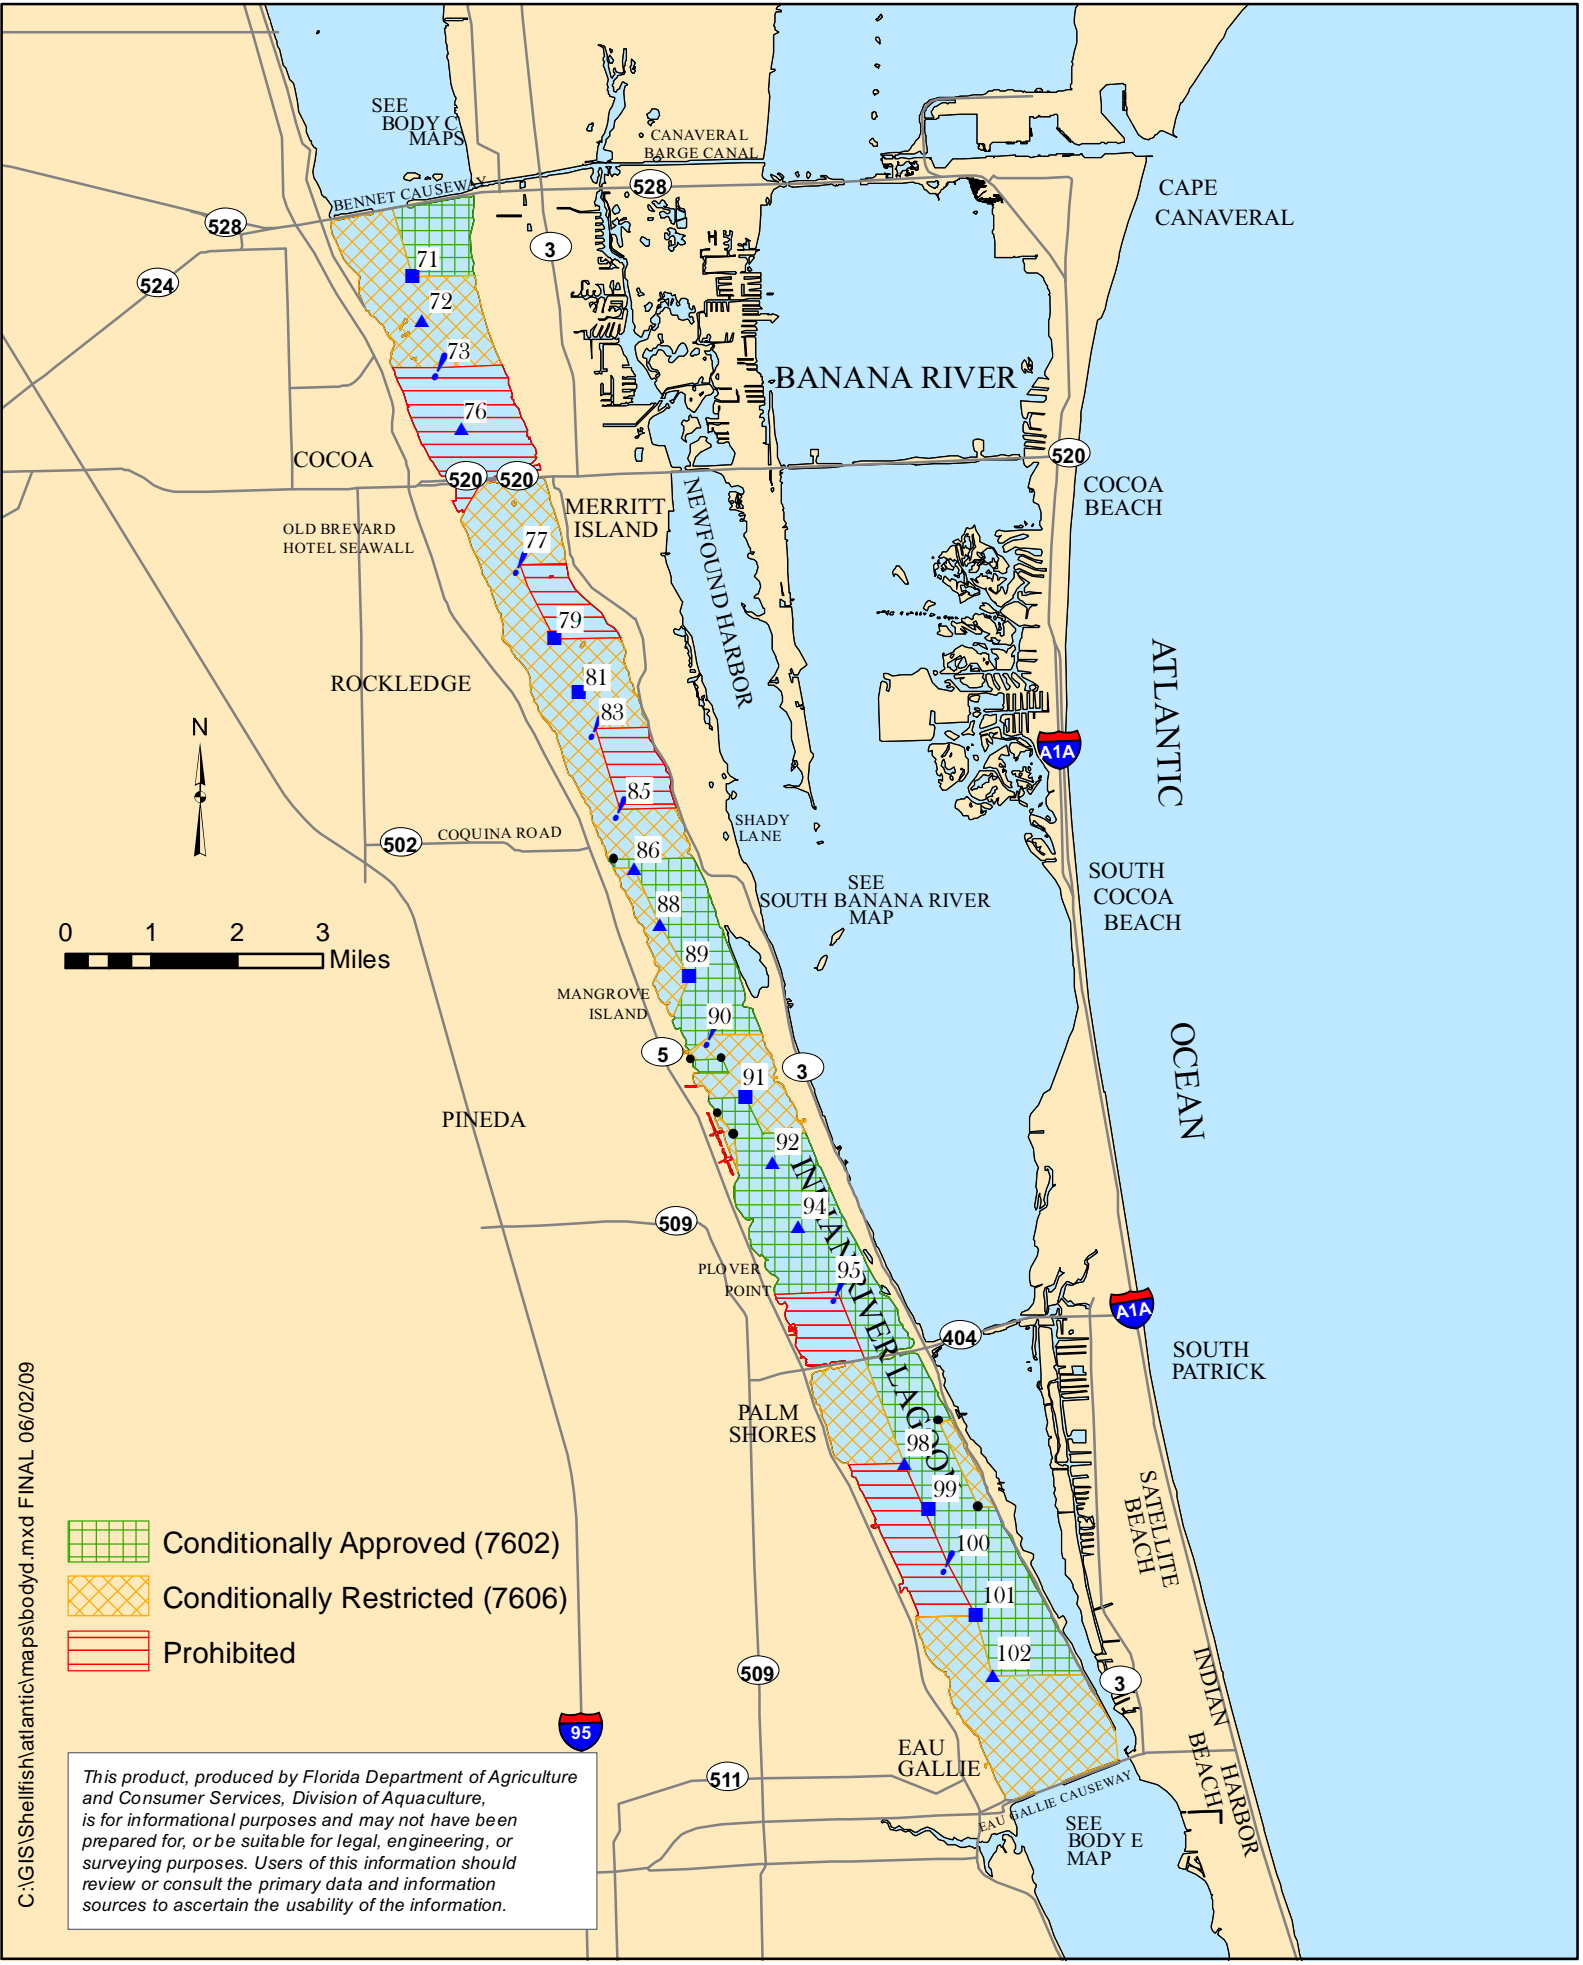 SEE
BODY C
MAPS
CANAVERAL
BARGE CANAL
BENNET CAUSEWAY
528
528
CAPE
CANAVERAL
3
524
71
72
73
76
BANANA RIVER
COCOA
520
520
520
COCOA
BEACH
MERRITT
ISLAND
NEWFOUND HARBOR
OLD BREVARD
HOTEL SEAWALL
77
79
ROCKLEDGE
81
83
85
ATLANTIC
OCEAN
N
A1A
SHADY
LANE
502
COQUINA ROAD
86
88
89
SEE
SOUTH BANANA RIVER
MAP
SOUTH
COCOA
BEACH
0 1 2 3
Miles
MANGROVE
ISLAND
90
5
3
91
PINEDA
92
94
95
INDIAN RIVER LAGOON
509
PLOVER
POINT
404
A1A
SOUTH
PATRICK
PALM
SHORES
98
99
100
101
102
SATELLITE
BEACH
Conditionally Approved (7602)
Conditionally Restricted (7606)
Prohibited
509
3
INDIAN
HARBOR
BEACH
95
EAU
GALLIE
511
EAU GALLIE CAUSEWAY
SEE
BODY E
MAP
This product, produced by Florida Department of Agriculture
and Consumer Services, Division of Aquaculture,
is for informational purposes and may not have been
prepared for, or be suitable for legal, engineering, or
surveying purposes. Users of this information should
review or consult the primary data and information
sources to ascertain the usability of the information.
C:\GIS\Shellfish\atlantic\maps\bodyd.mxd FINAL 06/02/09